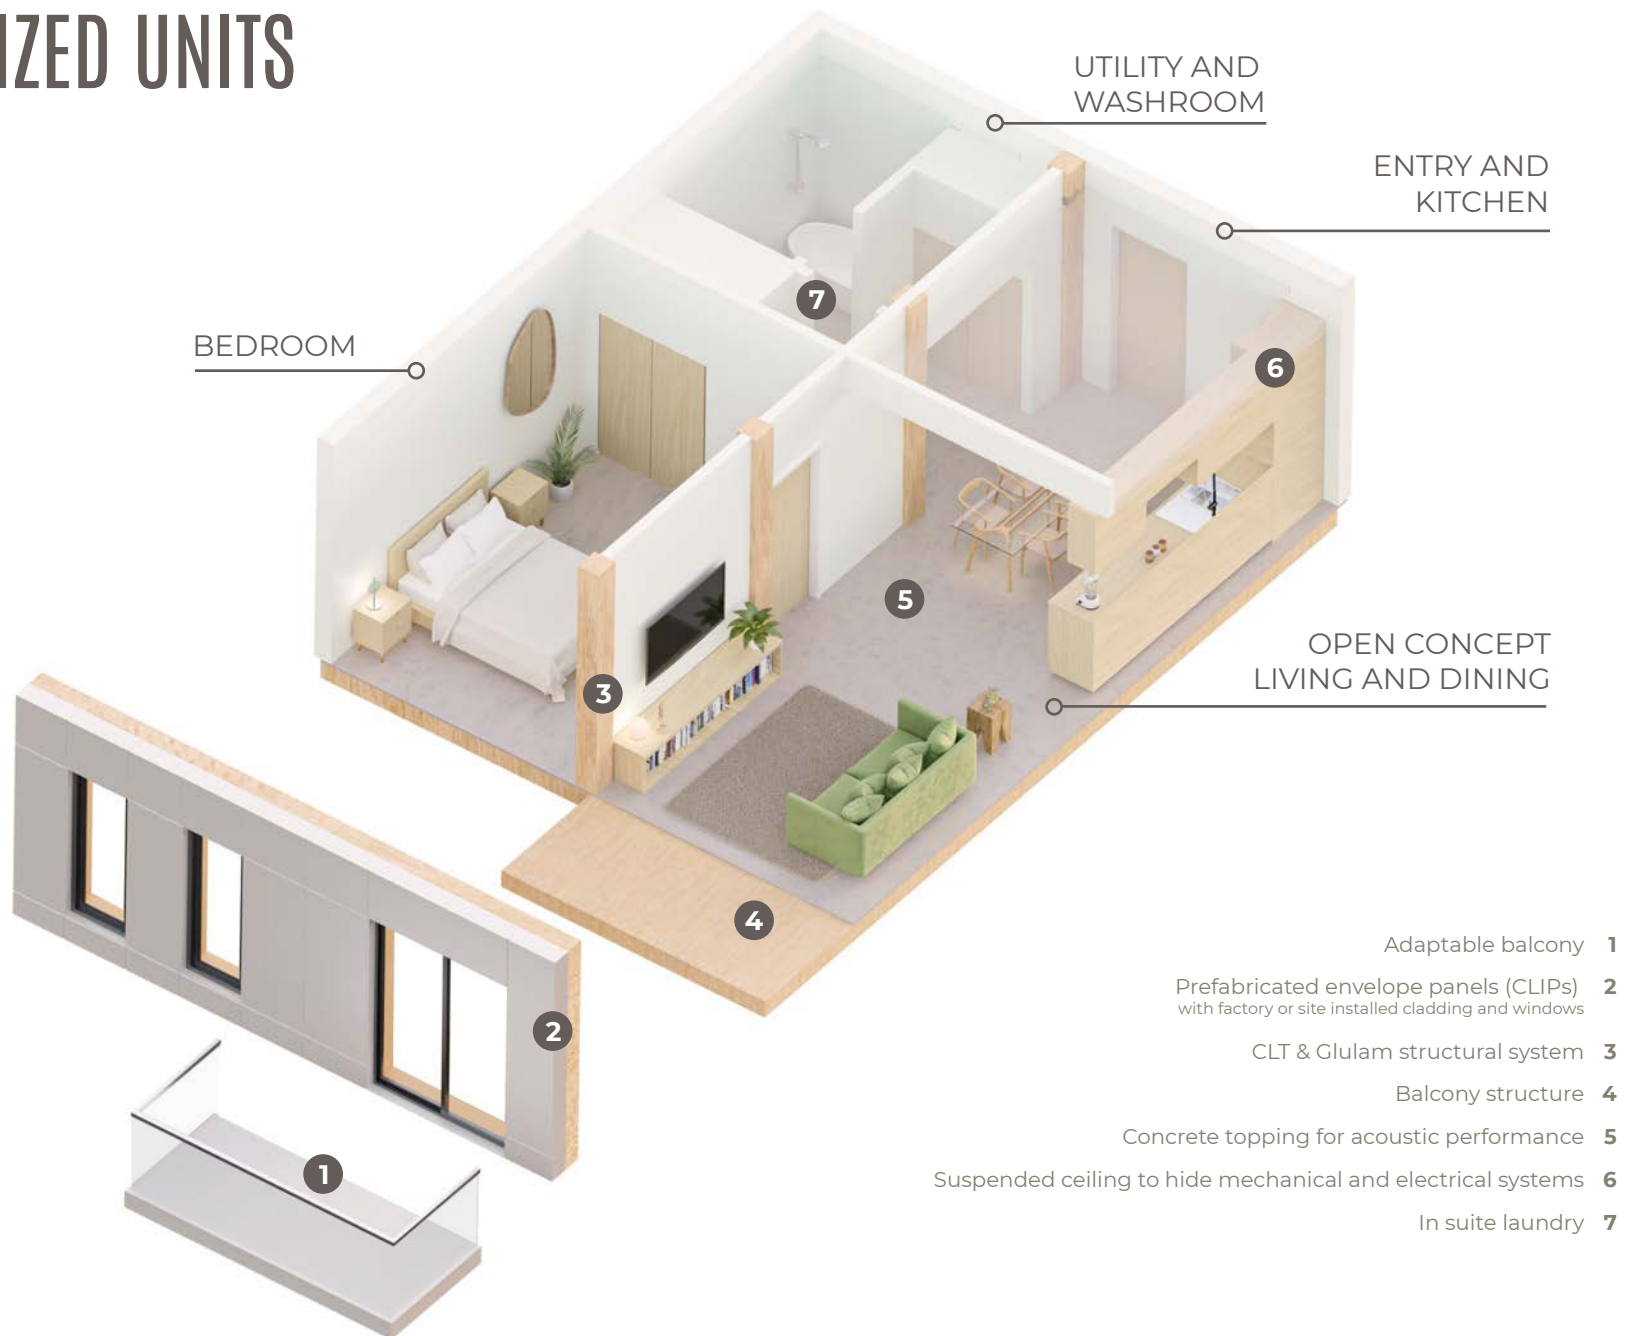 IZED UNITS
UTILITY AND
WASHROOM
ENTRY AND
KITCHEN
BEDROOM
7
6
5
3
OPEN CONCEPT
LIVING AND DINING
4
2
1
Adaptable balcony 1
Prefabricated envelope panels (CLIPs) 2
with factory or site installed cladding and windows
CLT & Glulam structural system 3
Balcony structure 4
Concrete topping for acoustic performance 5
Suspended ceiling to hide mechanical and electrical systems 6
In suite laundry 7